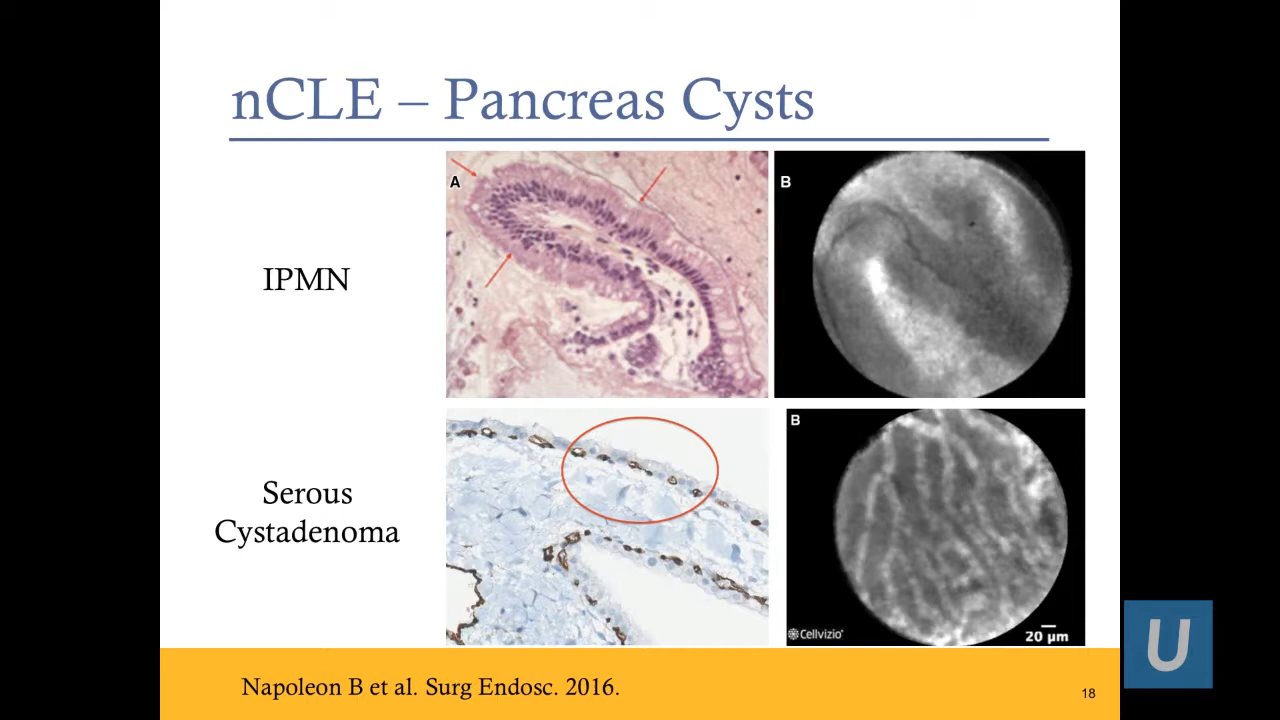 nCLE – Pancreas Cysts
A
B
IPMN
B
Serous
Cystadenoma
Cellvizio®
20 µm
Napoleon B et al. Surg Endosc. 2016.
18
U